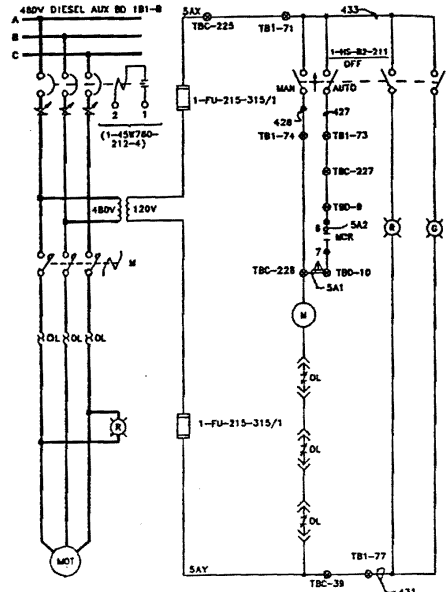 480V DIESEL AUX BD 1B1-B
A
B
C
2 1
(1-45W760-
212-4)
480V 120V
M
OL OL OL
R
MOT
5AX
TBC-225
TB1-71
433
1-FU-215-315/1
1-HS-82-211
OFF
MAN AUTO
428 427
TB1-74 TB1-73
TBC-227
TBD-9
6 5A2
MCR
7
TBC-228 TBD-10
5A1
M
R G
OL
OL
OL
1-FU-215-315/1
5AY
TBC-39
TB1-77
431